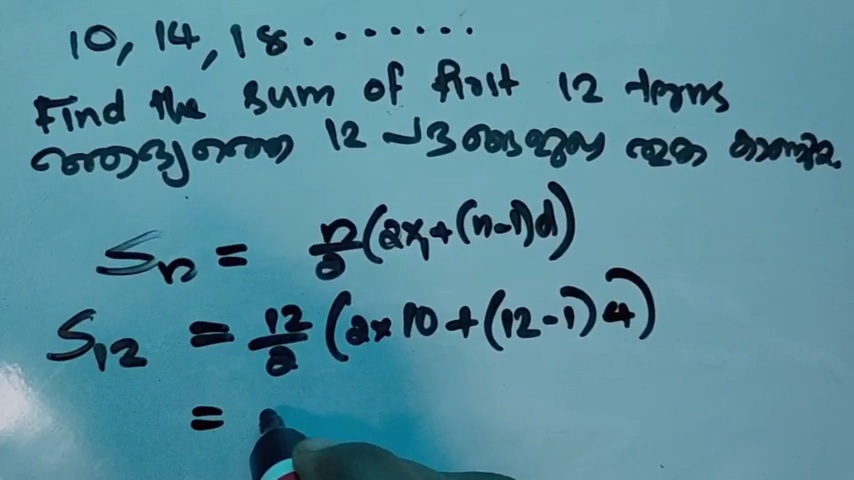 10, 14, 18........
Find the sum of first 12 terms
ആദ്യത്തെ 12 പദങ്ങളുടെ തുക കാണുക.
Sₙ = n/2 (2x₁+(n-1)d)
S₁₂ = 12/2 (2×10+(12-1)4)
=